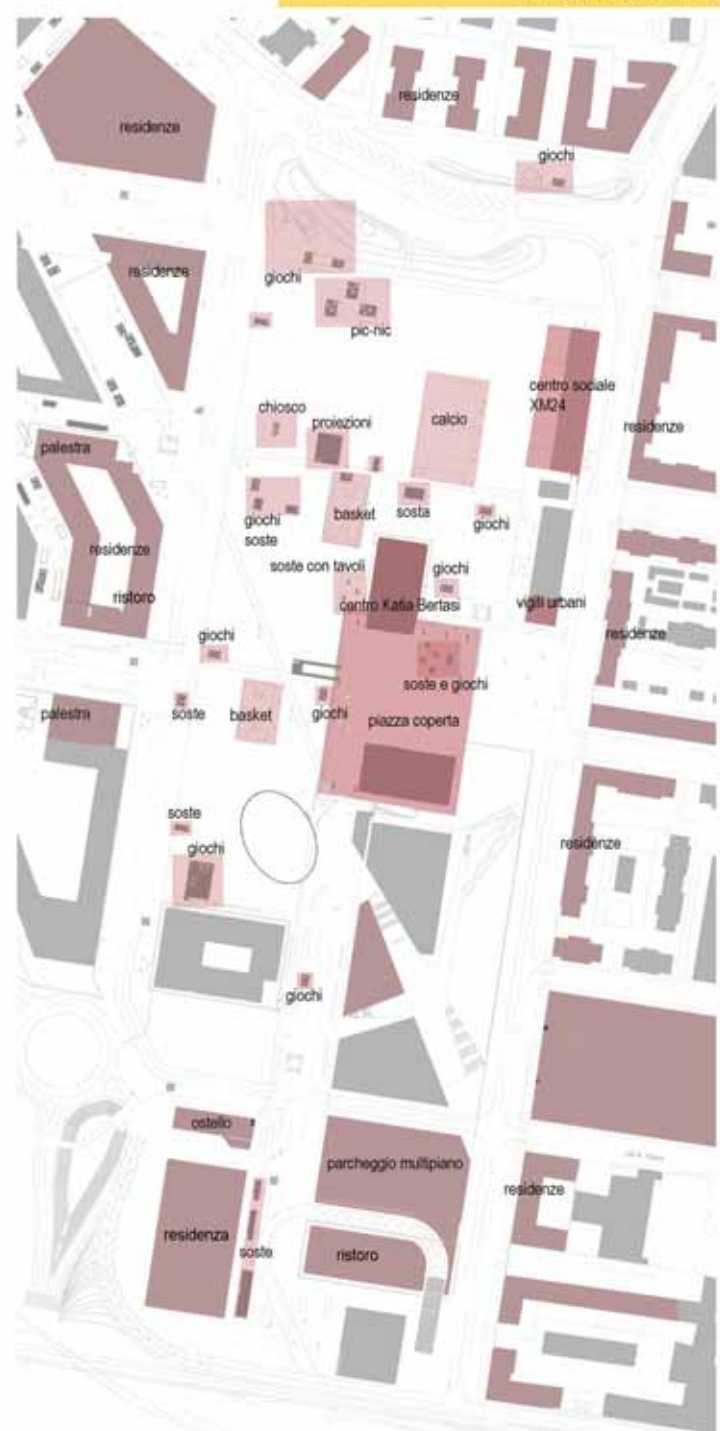 residenze
residenze
giochi
residenze
giochi
pic-nic
centro sociale
XM24
chiosco
proiezioni
calcio
residenze
palestra
giochi
soste
basket
sosta
giochi
residenze
ristoro
soste con tavoli
giochi
centro Katia Bertasi
vigili urbani
giochi
residenze
soste e giochi
palestra
soste
basket
giochi
piazza coperta
soste
giochi
residenze
giochi
ostello
parcheggio multipiano
residenze
residenza
soste
ristoro